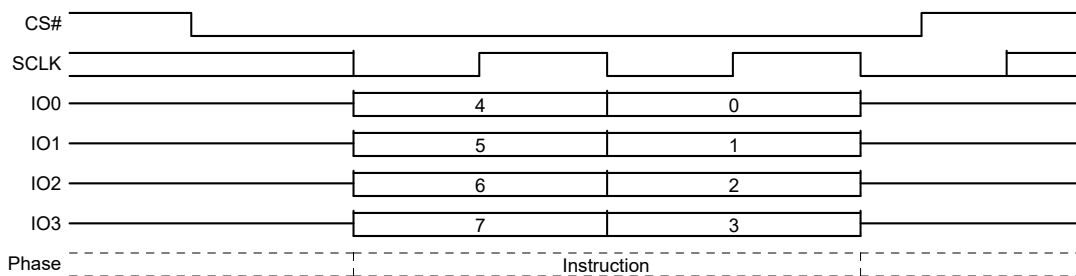 CS#
SCLK
IO0 4 0
IO1 5 1
IO2 6 2
IO3 7 3
Phase Instruction